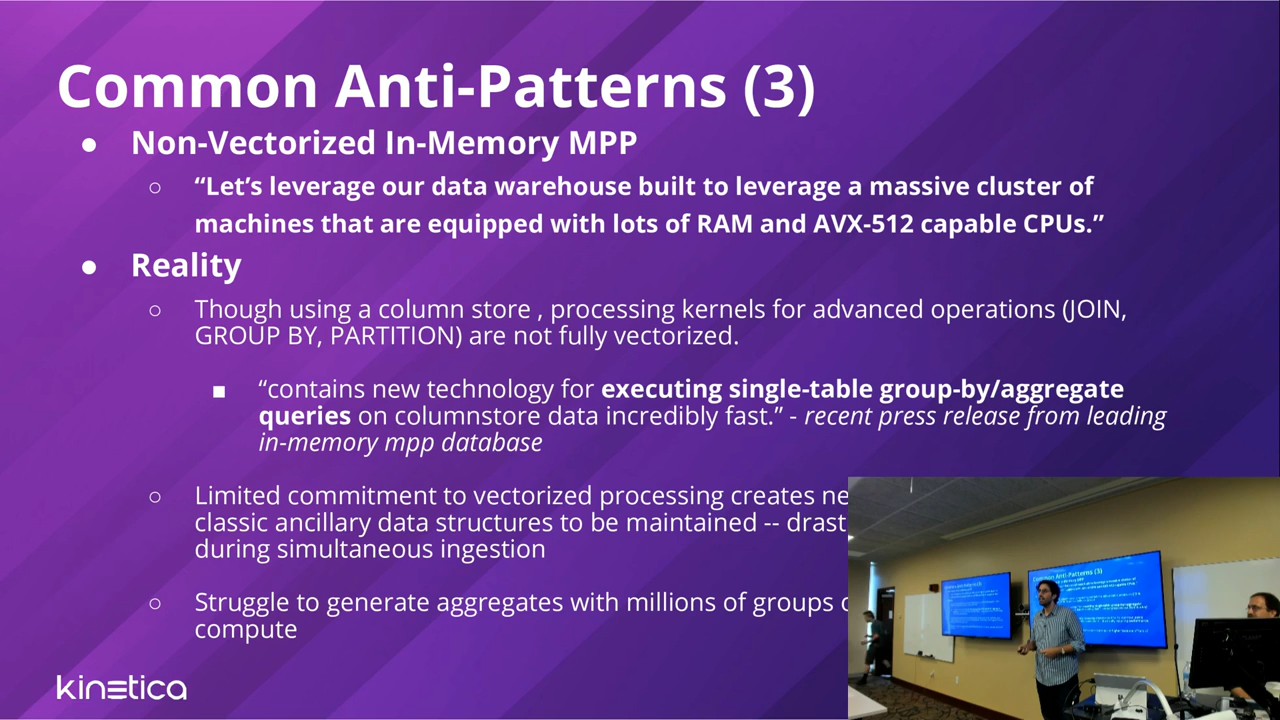 Common Anti-Patterns (3)
● Non-Vectorized In-Memory MPP
○ “Let’s leverage our data warehouse built to leverage a massive cluster of
machines that are equipped with lots of RAM and AVX-512 capable CPUs.”
● Reality
○ Though using a column store , processing kernels for advanced operations (JOIN,
GROUP BY, PARTITION) are not fully vectorized.
■ “contains new technology for executing single-table group-by/aggregate
queries on columnstore data incredibly fast.” - recent press release from leading
in-memory mpp database
○ Limited commitment to vectorized processing creates
classic ancillary data structures to be maintained --
during simultaneous ingestion
○ Struggle to generate aggregates with millions of groups
compute
kinetica
Common Anti-Patterns (3)